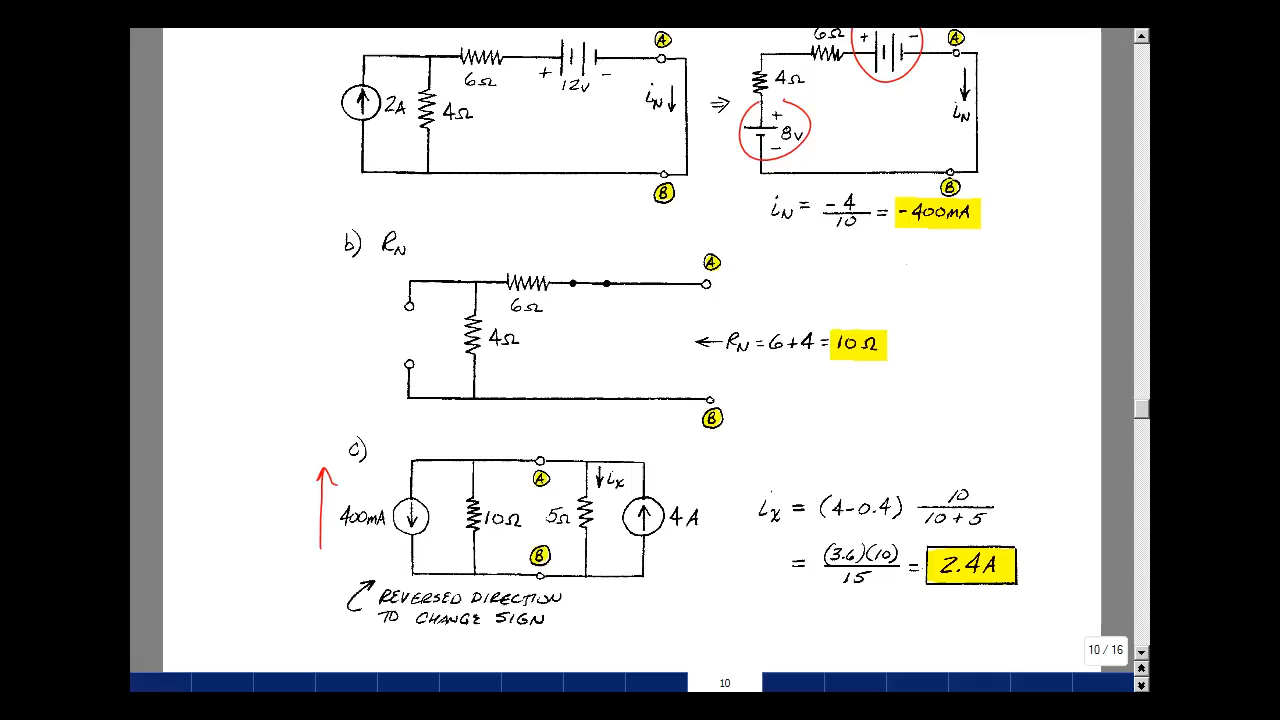 A
6Ω
+ 12V −
iN ↓
2A
4Ω
B
⇒
6Ω
+ −
A
4Ω
+
8V
−
iN
B
iN = -4/10 = -400MA
b) RN
A
6Ω
4Ω
← RN = 6+4 = 10Ω
B
c)
A
↓ iX
400MA
10Ω
5Ω
4A
B
iX = (4-0.4) 10/(10+5)
= (3.6)(10)/15 = 2.4A
REVERSED DIRECTION
TO CHANGE SIGN
10 / 16
10